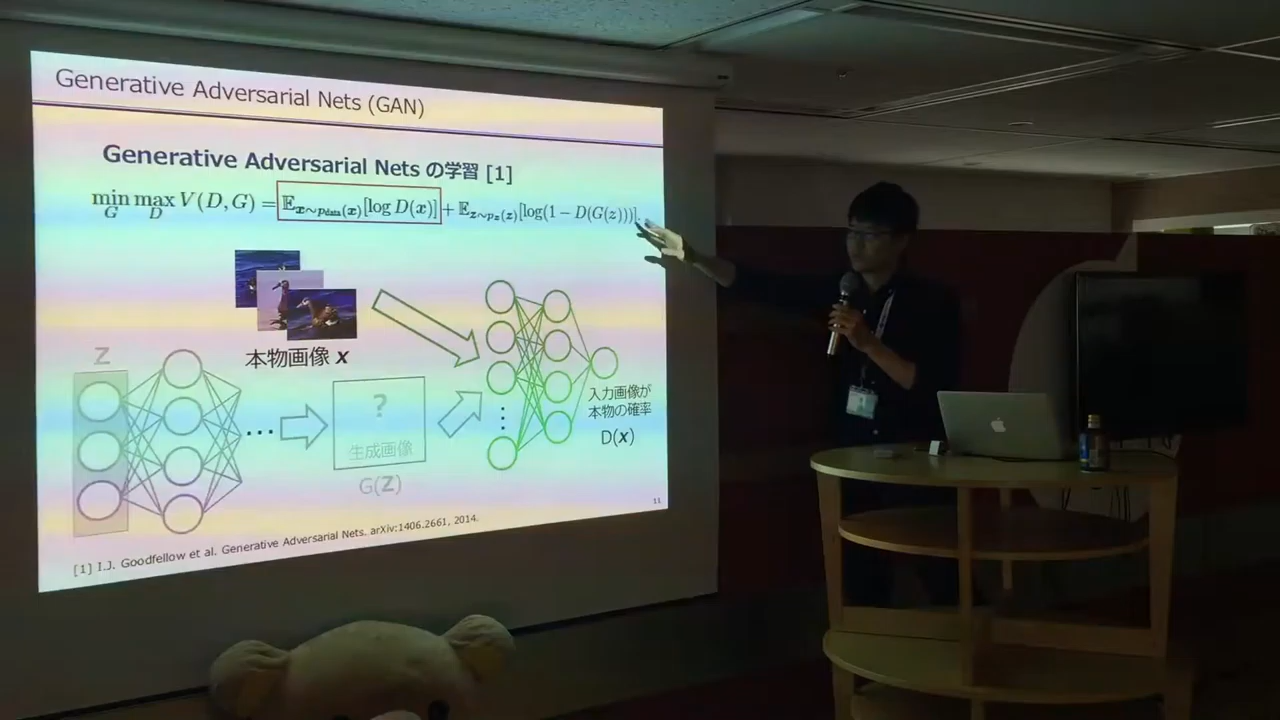 Generative Adversarial Nets (GAN)
Generative Adversarial Nets の学習 [1]
min max V(D, G) = 𝔼x∼pdata(x)[log D(x)] + 𝔼z∼pz(z)[log(1 − D(G(z)))].
G D
本物画像 x
Z
...
?
生成画像
G(Z)
入力画像が
本物の確率
D(x)
11
[1] I.J. Goodfellow et al. Generative Adversarial Nets. arXiv:1406.2661, 2014.